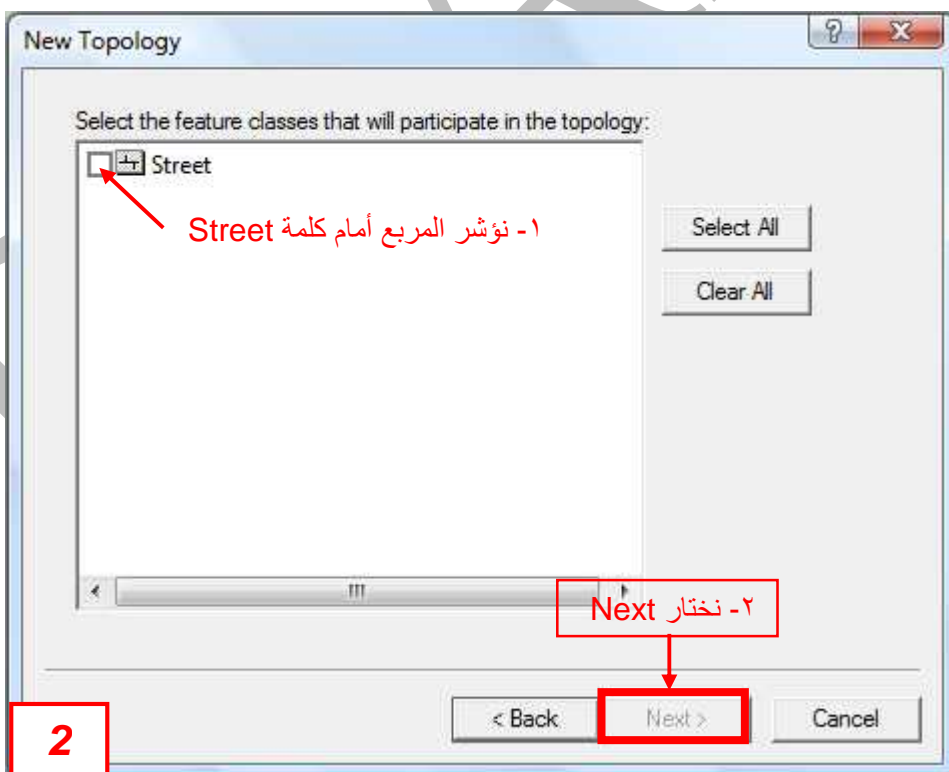 New Topology
Select the feature classes that will participate in the topology:
Street
١- نؤشر المربع أمام كلمة Street
Select All
Clear All
٢- نختار Next
< Back
Next >
Cancel
2